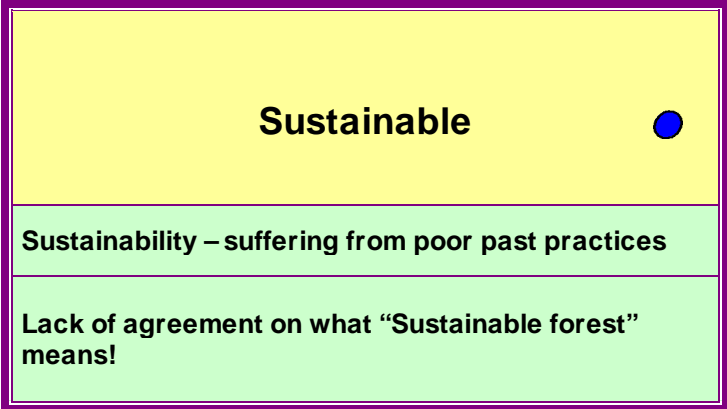 Sustainable
Sustainability – suffering from poor past practices
Lack of agreement on what “Sustainable forest”
means!